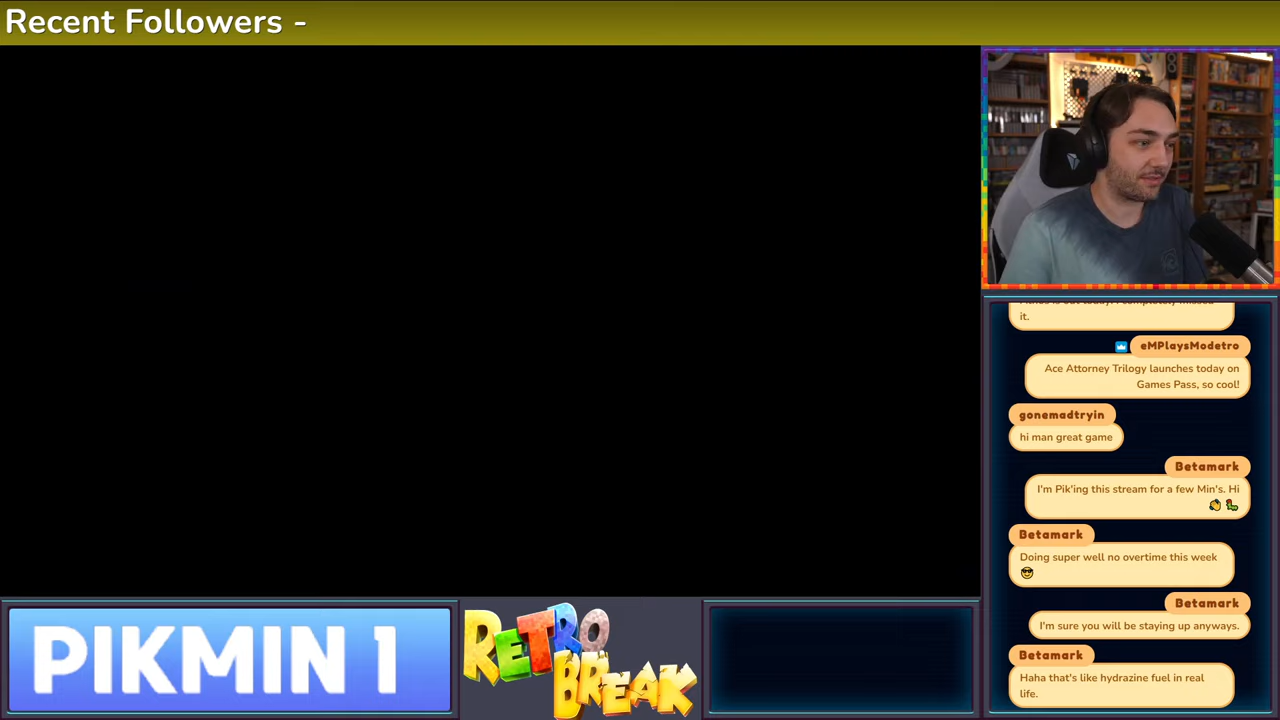 Recent Followers -
it.
eMPlaysModetro
Ace Attorney Trilogy launches today on
Games Pass, so cool!
gonemadtryin
hi man great game
Betamark
I'm Pik'ing this stream for a few Min's. Hi
Betamark
Doing super well no overtime this week
Betamark
I'm sure you will be staying up anyways.
Betamark
Haha that's like hydrazine fuel in real
life.
PIKMIN 1
RETRO
BREAK